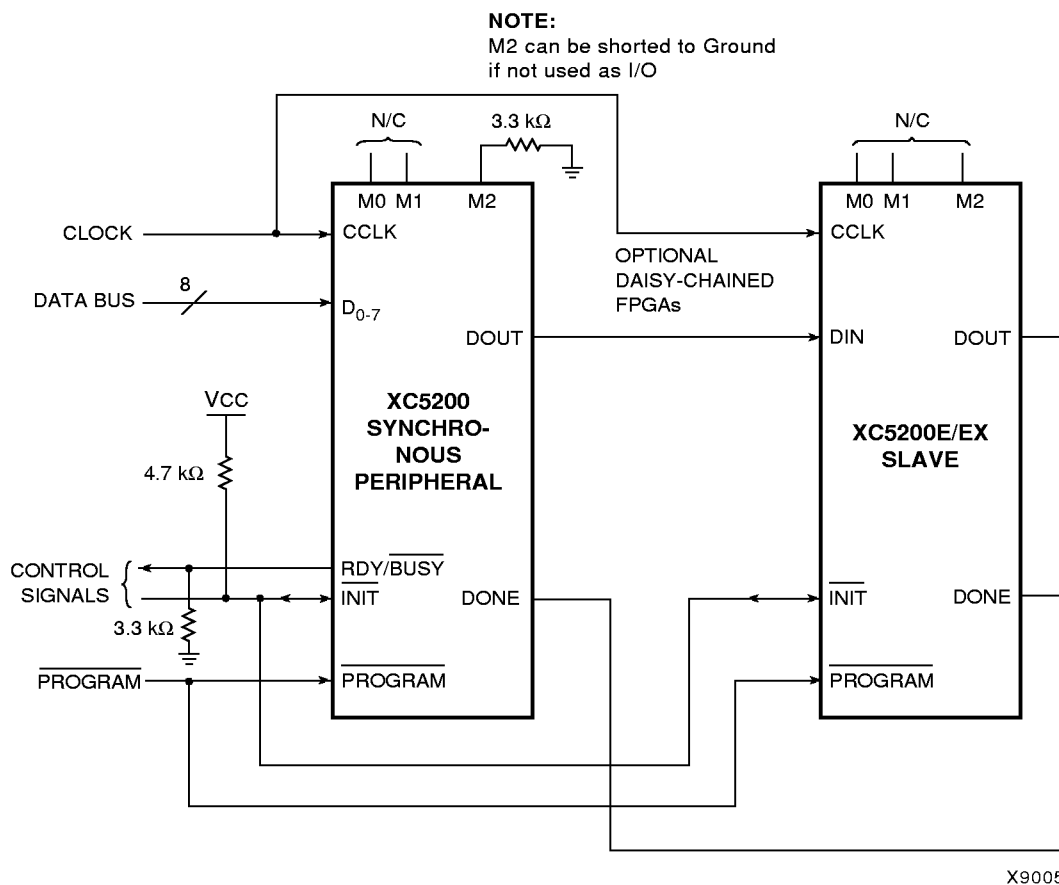 NOTE:
M2 can be shorted to Ground
if not used as I/O
N/C
3.3 kΩ
N/C
M0 M1 M2
M0 M1 M2
CLOCK
CCLK
CCLK
OPTIONAL
DAISY-CHAINED
FPGAs
8
DATA BUS
D0-7
DOUT
DIN
DOUT
VCC
XC5200
SYNCHRO-
NOUS
PERIPHERAL
XC5200E/EX
SLAVE
4.7 kΩ
CONTROL
SIGNALS
RDY/BUSY
INIT
DONE
INIT
DONE
3.3 kΩ
PROGRAM
PROGRAM
PROGRAM
X9005